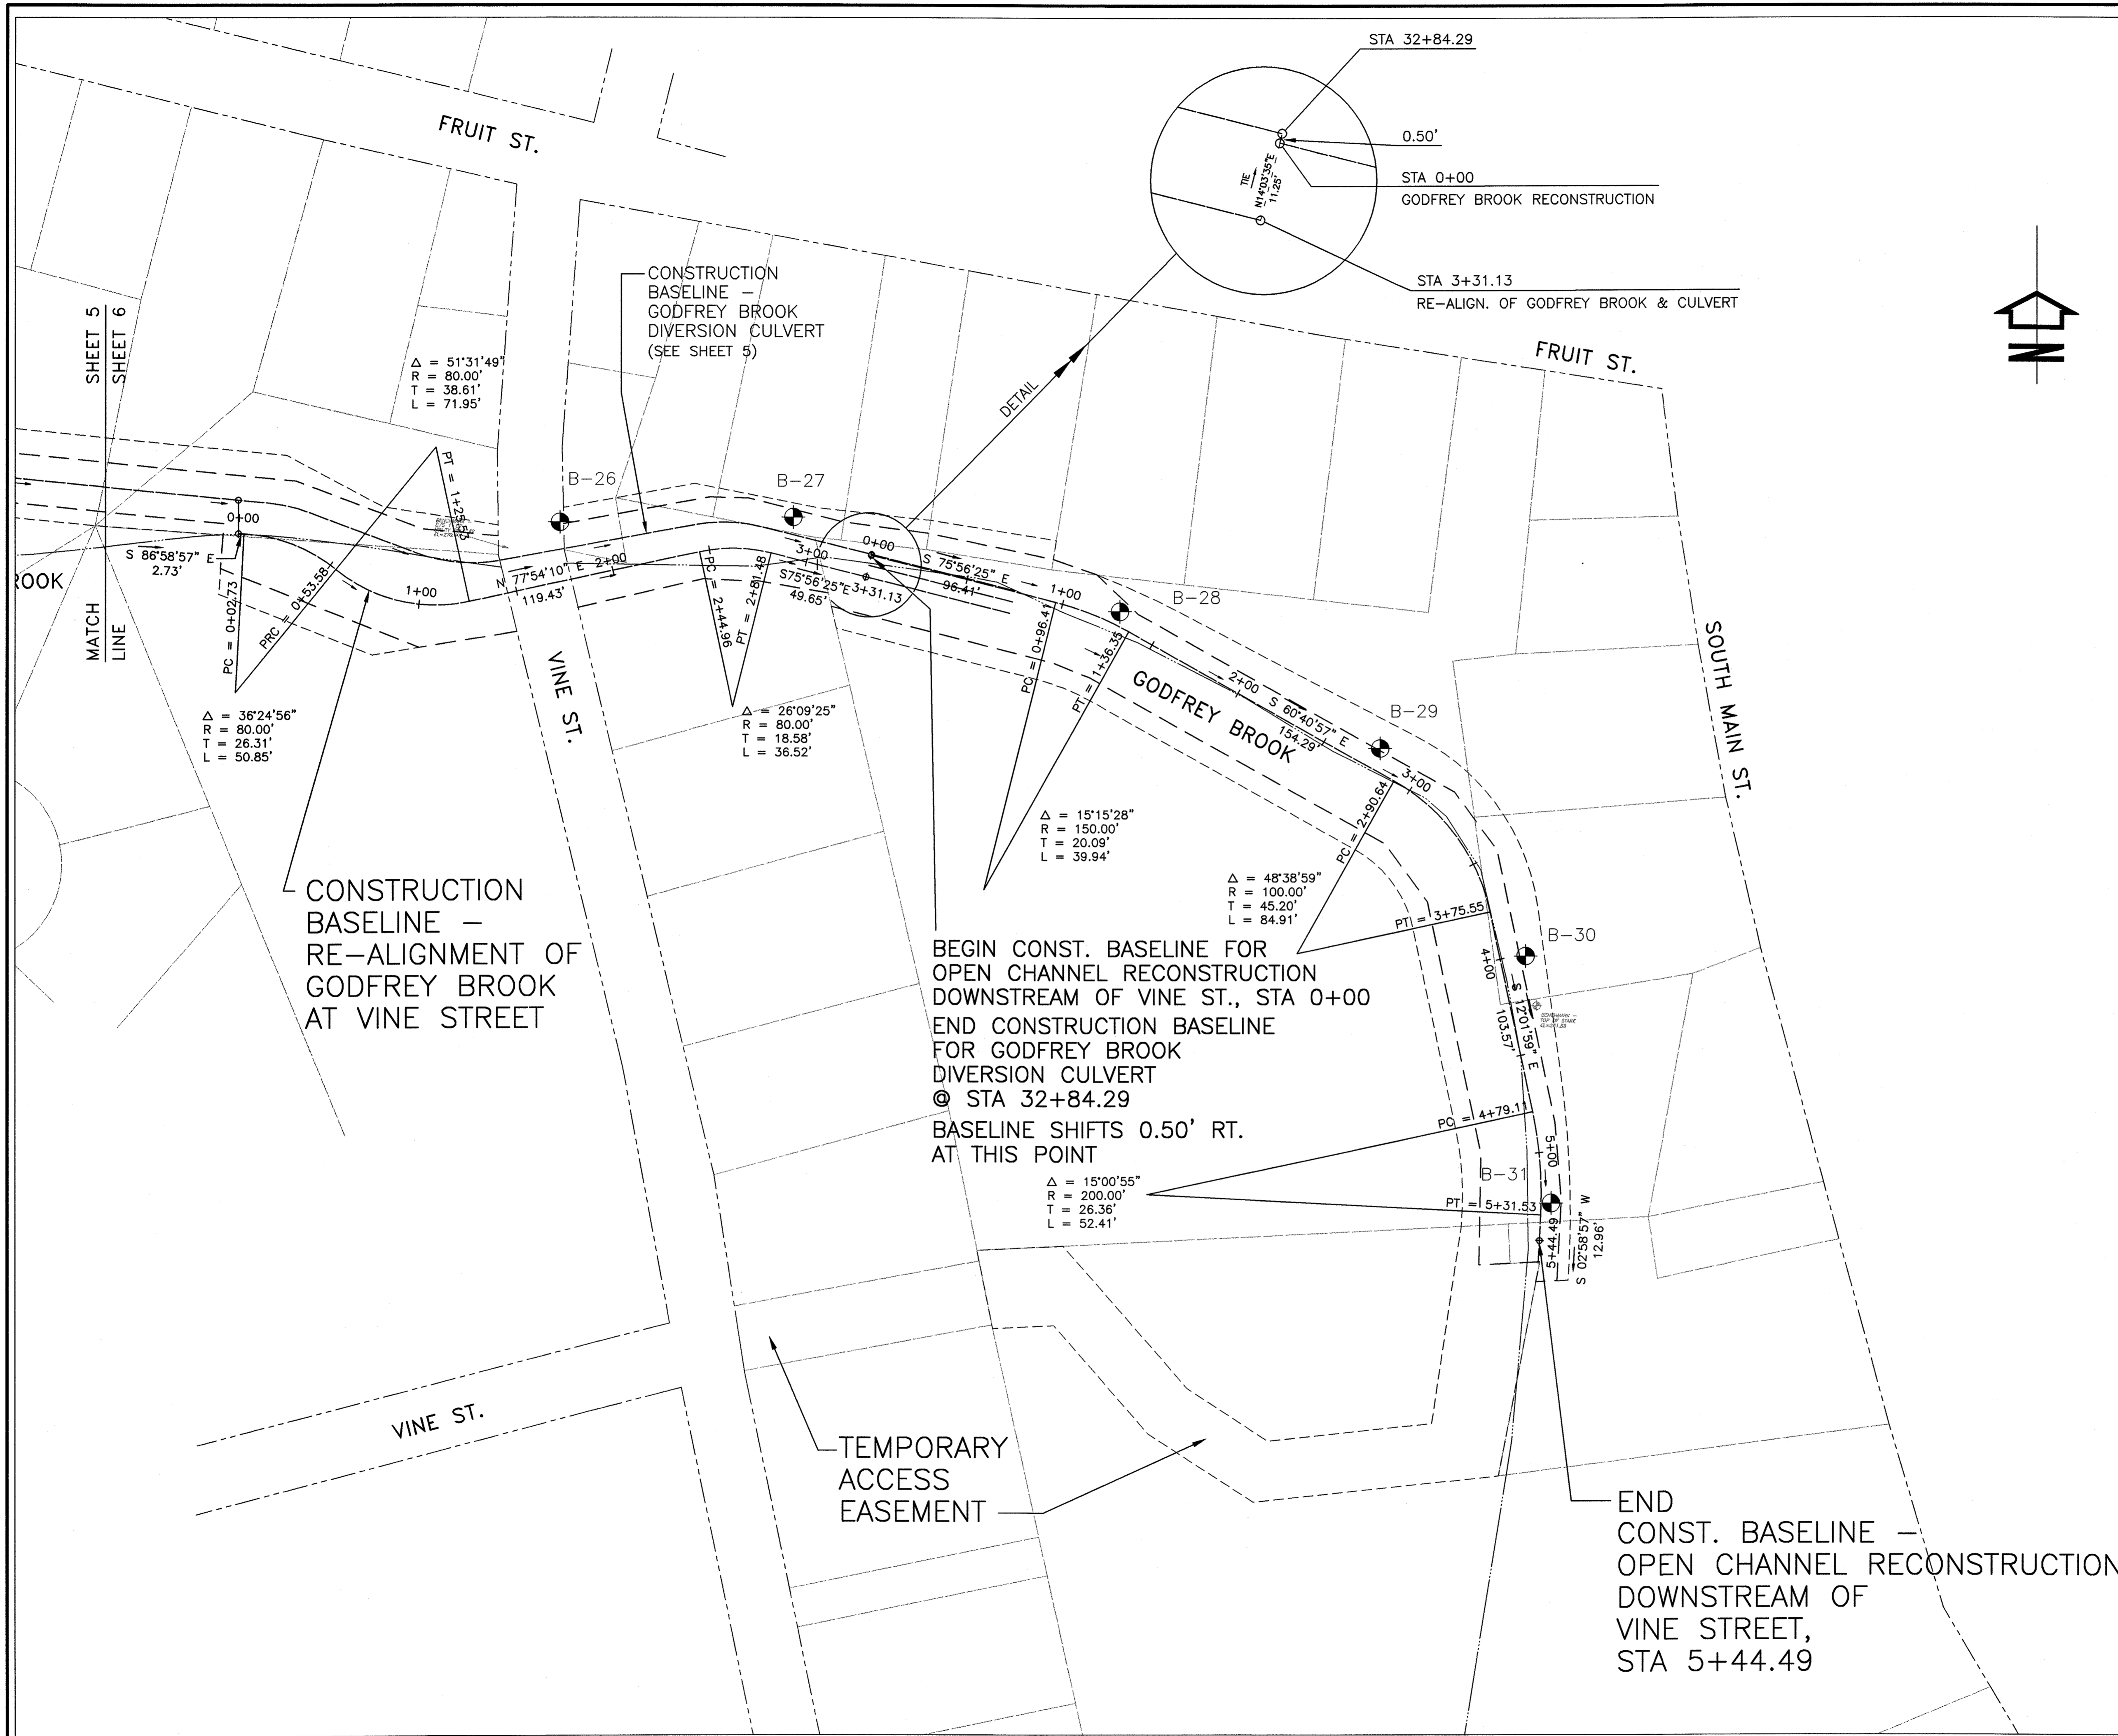 STA 32+84.29
0.50'
STA 0+00
GODFREY BROOK RECONSTRUCTION
TIE
N14°03'35"E
11.25'
STA 3+31.13
RE-ALIGN. OF GODFREY BROOK & CULVERT
N
FRUIT ST.
FRUIT ST.
DETAIL
CONSTRUCTION
BASELINE -
GODFREY BROOK
DIVERSION CULVERT
(SEE SHEET 5)
SHEET 5
SHEET 6
MATCH
LINE
Δ = 51°31'49"
R = 80.00'
T = 38.61'
L = 71.95'
PT = 1+25.53
B-26
B-27
0+00
S 86°58'57" E
2.73'
ROOK
PC = 0+02.73
PRC = 0+53.58
1+00
N 77°54'10" E
119.43'
2+00
PC = 2+44.96
PT = 2+81.48
3+00
S75°56'25"E
49.65'
3+31.13
0+00
S 75°56'25" E
96.41'
1+00
B-28
PC = 0+96.41
PT = 1+36.35
GODFREY BROOK
2+00
S 60°40'57" E
154.29'
B-29
3+00
SOUTH MAIN ST.
VINE ST.
Δ = 36°24'56"
R = 80.00'
T = 26.31'
L = 50.85'
Δ = 26°09'25"
R = 80.00'
T = 18.58'
L = 36.52'
Δ = 15°15'28"
R = 150.00'
T = 20.09'
L = 39.94'
PC = 2+90.64
Δ = 48°38'59"
R = 100.00'
T = 45.20'
L = 84.91'
PT = 3+75.55
B-30
4+00
S 12°01'59" E
103.57'
TOP OF STAKE
CONSTRUCTION
BASELINE -
RE-ALIGNMENT OF
GODFREY BROOK
AT VINE STREET
BEGIN CONST. BASELINE FOR
OPEN CHANNEL RECONSTRUCTION
DOWNSTREAM OF VINE ST., STA 0+00
END CONSTRUCTION BASELINE
FOR GODFREY BROOK
DIVERSION CULVERT
@ STA 32+84.29
BASELINE SHIFTS 0.50' RT.
AT THIS POINT
PC = 4+79.11
5+00
B-31
Δ = 15°00'55"
R = 200.00'
T = 26.36'
L = 52.41'
PT = 5+31.53
5+44.49
S 02°58'57" W
12.96'
VINE ST.
TEMPORARY
ACCESS
EASEMENT
END
CONST. BASELINE -
OPEN CHANNEL RECONSTRUCTION
DOWNSTREAM OF
VINE STREET,
STA 5+44.49